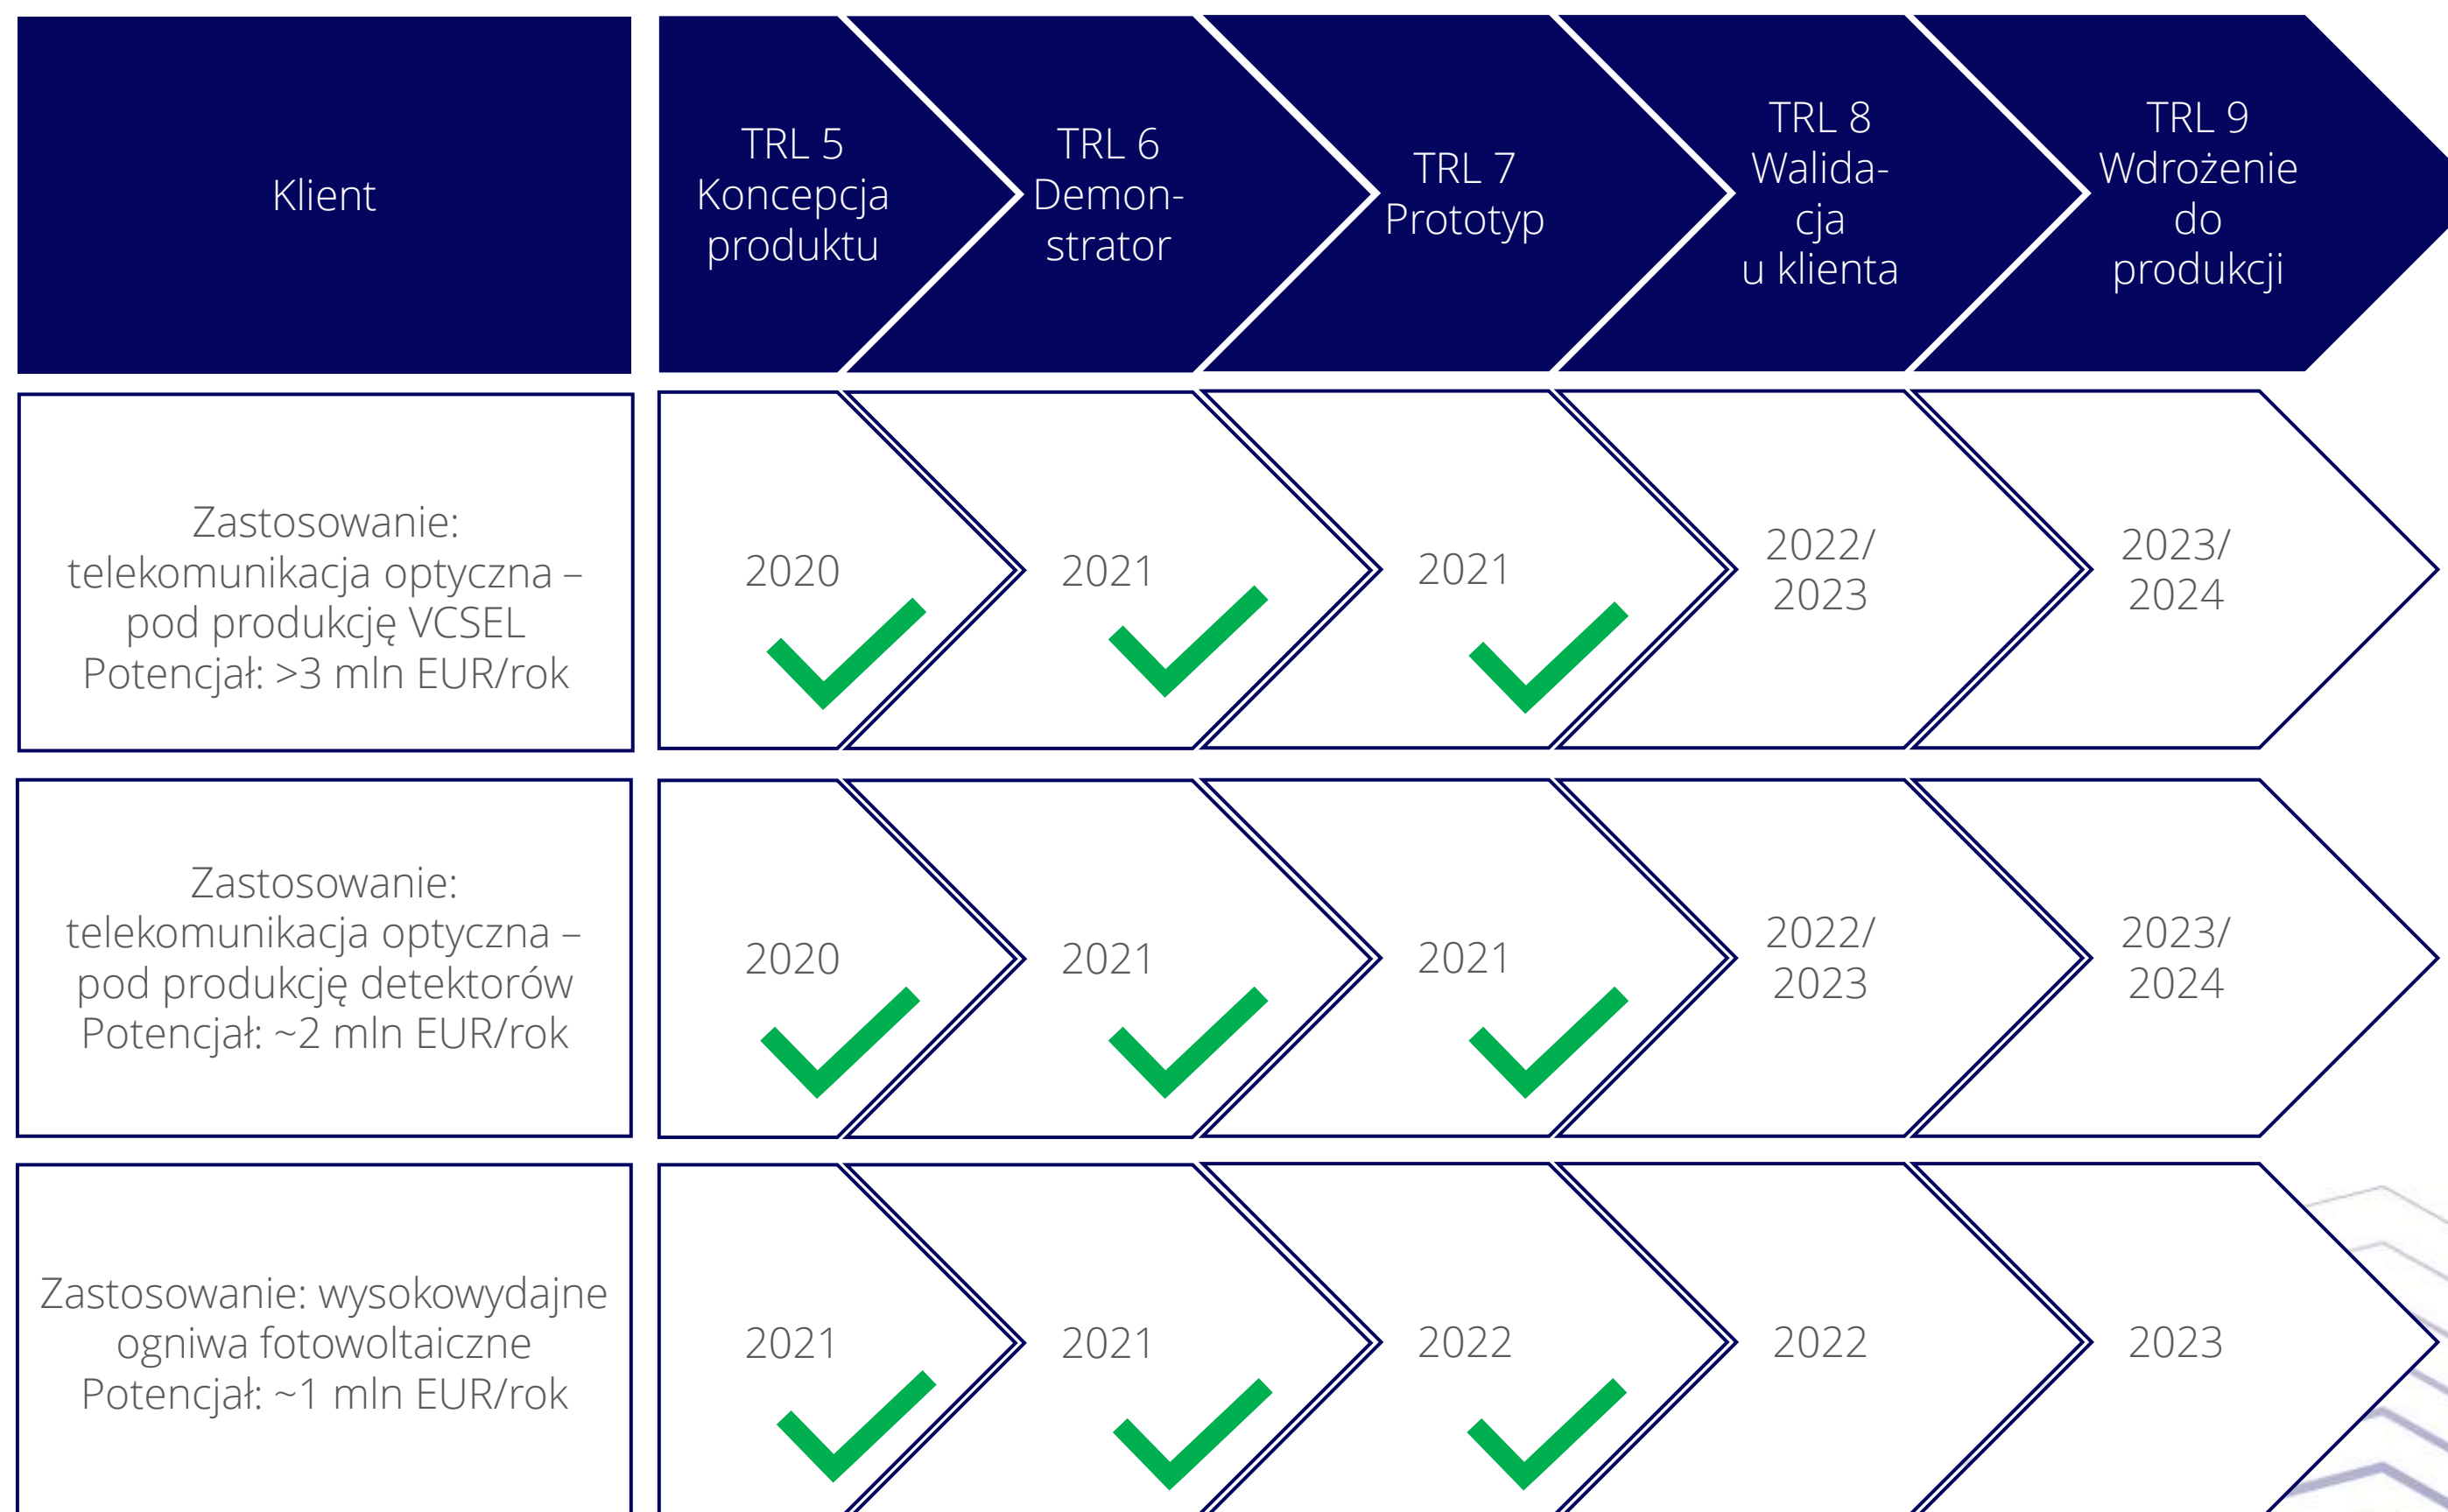 Klient
TRL 5
Koncepcja
produktu
TRL 6
Demon-
strator
TRL 7
Prototyp
TRL 8
Walida-
cja
u klienta
TRL 9
Wdrożenie
do
produkcji
Zastosowanie:
telekomunikacja optyczna –
pod produkcję VCSEL
Potencjał: >3 mln EUR/rok
2020
2021
2021
2022/
2023
2023/
2024
Zastosowanie:
telekomunikacja optyczna –
pod produkcję detektorów
Potencjał: ~2 mln EUR/rok
2020
2021
2021
2022/
2023
2023/
2024
Zastosowanie: wysokowydajne
ogniwa fotowoltaiczne
Potencjał: ~1 mln EUR/rok
2021
2021
2022
2022
2023